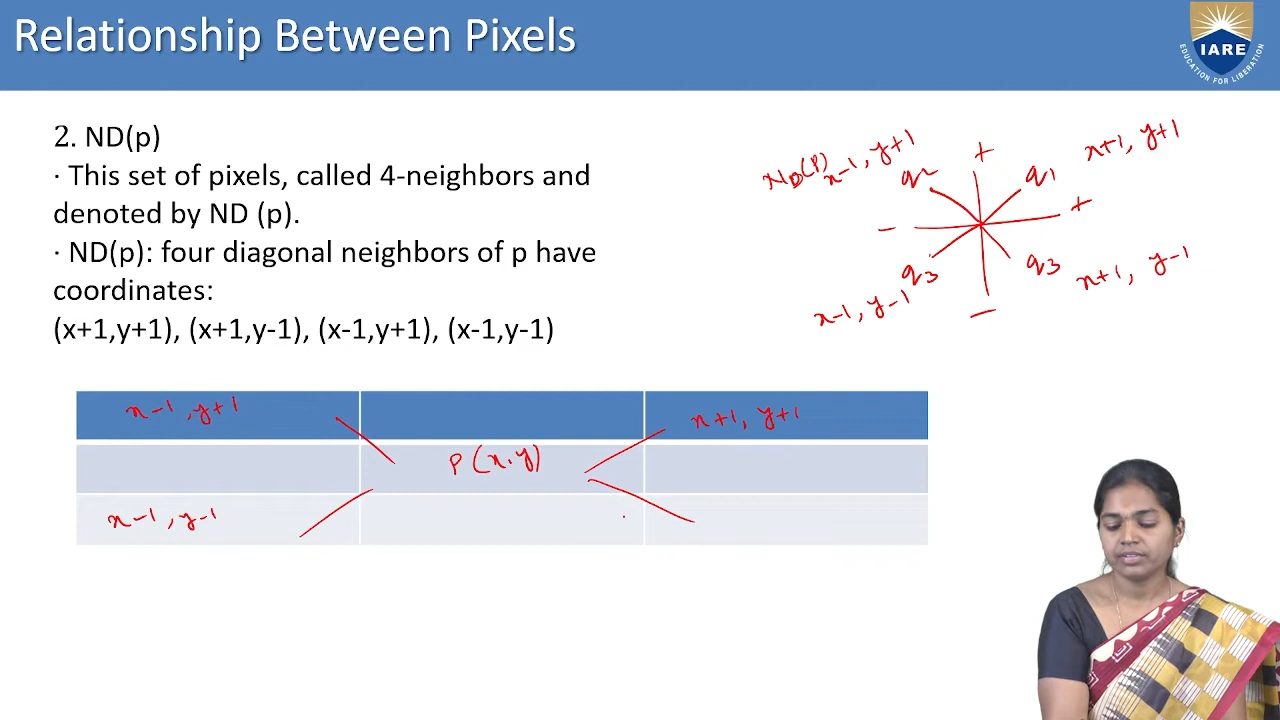 Relationship Between Pixels
IARE
EDUCATION FOR LIBERATION
2. ND(p)
· This set of pixels, called 4-neighbors and
denoted by ND (p).
· ND(p): four diagonal neighbors of p have
coordinates:
(x+1,y+1), (x+1,y-1), (x-1,y+1), (x-1,y-1)
ND(P)
x-1, y+1
+
x+1, y+1
q2
q1
-
+
q3
q3
x-1, y-1
x+1, y-1
-
x-1, y+1
x+1, y+1
P(x,y)
x-1, y-1